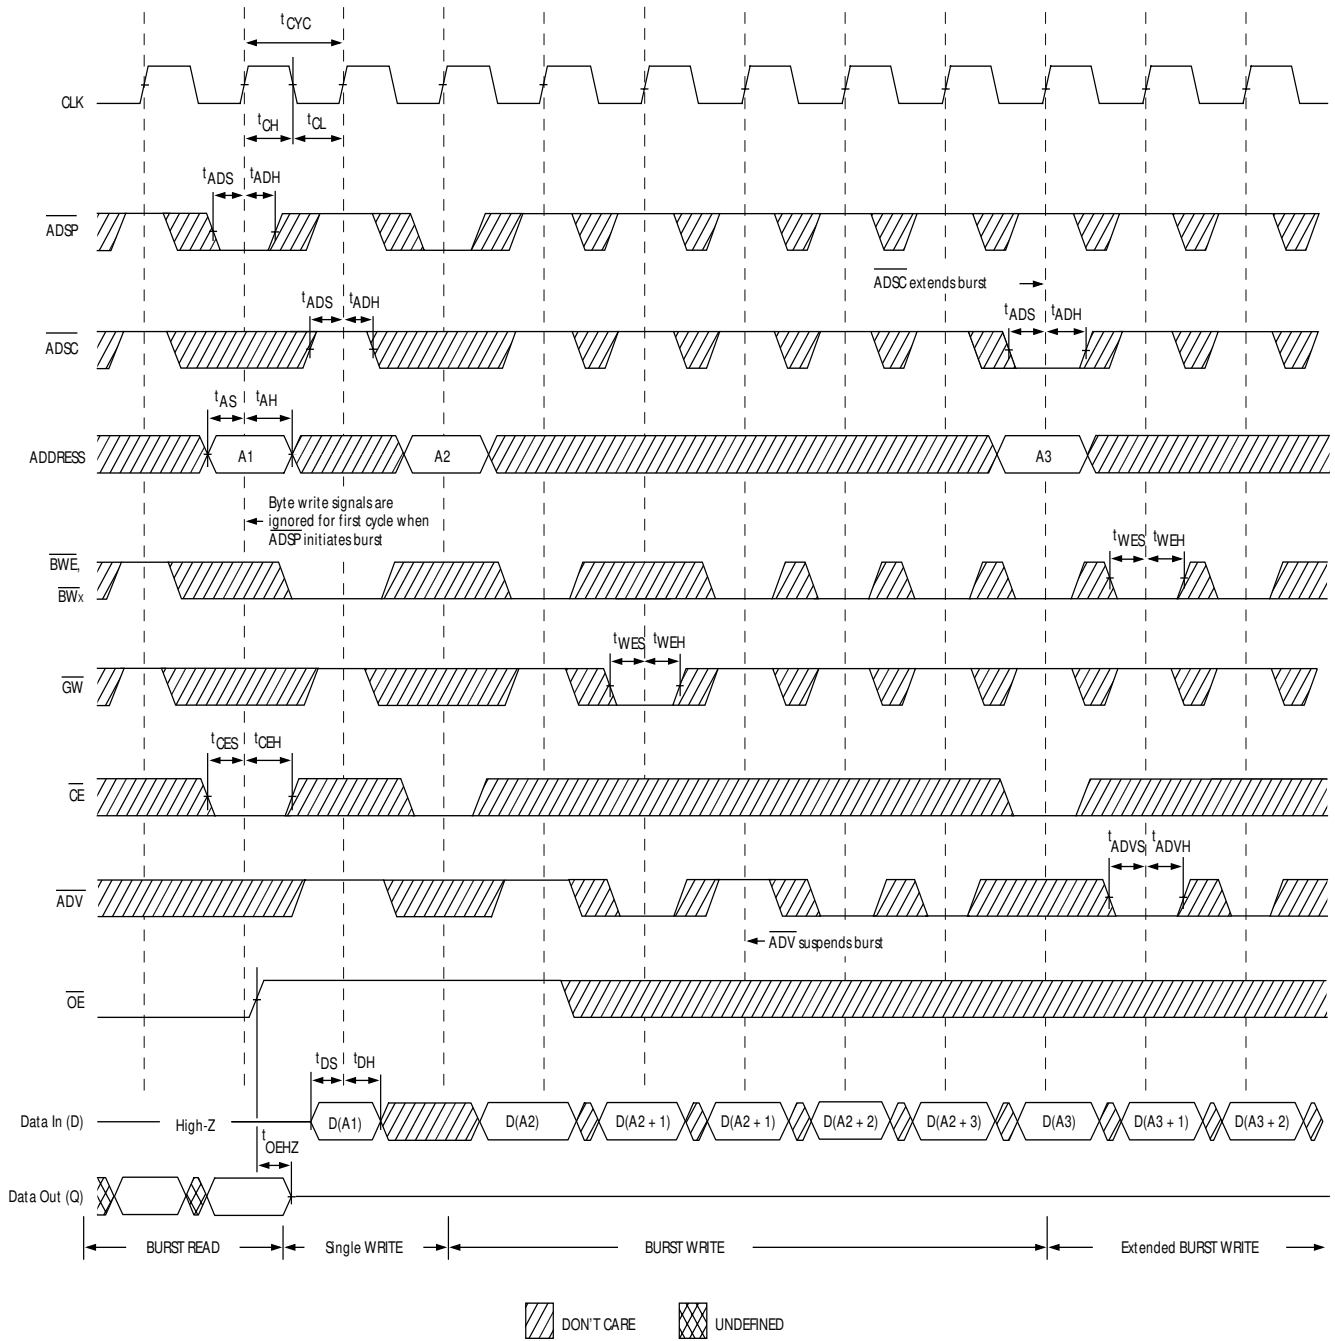 tCYC
CLK
tCH
tCL
tADS
tADH
ADSP
ADSC extends burst
tADS
tADH
tADS
tADH
ADSC
tAS
tAH
ADDRESS
A1
A2
A3
Byte write signals are
ignored for first cycle when
ADSP initiates burst
tWES
tWEH
BWE,
BWX
tWES
tWEH
GW
tCES
tCEH
CE
tADVS
tADVH
ADV
ADV suspends burst
OE
tDS
tDH
Data In (D)
High-Z
D(A1)
D(A2)
D(A2 + 1)
D(A2 + 1)
D(A2 + 2)
D(A2 + 3)
D(A3)
D(A3 + 1)
D(A3 + 2)
tOEHZ
Data Out (Q)
BURST READ
Single WRITE
BURST WRITE
Extended BURST WRITE
DON'T CARE
UNDEFINED